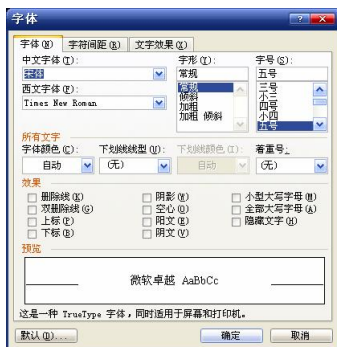 字体
字体(N) 字符间距(R) 文字效果(X)
中文字体(T): 字形(Y): 字号(S):
宋体 常规 五号
西文字体(F): 常规 三号
Times New Roman 倾斜 小三
加粗 四号
加粗 倾斜 小四
五号
所有文字
字体颜色(C): 下划线线型(U): 下划线颜色(I): 着重号:
自动 (无) 自动 (无)
效果
删除线(K) 阴影(W) 小型大写字母(M)
双删除线(G) 空心(O) 全部大写字母(A)
上标(P) 阳文(E) 隐藏文字(H)
下标(B) 阴文(V)
预览
微软卓越 AaBbCc
这是一种 TrueType 字体，同时适用于屏幕和打印机。
默认(D)... 确定 取消